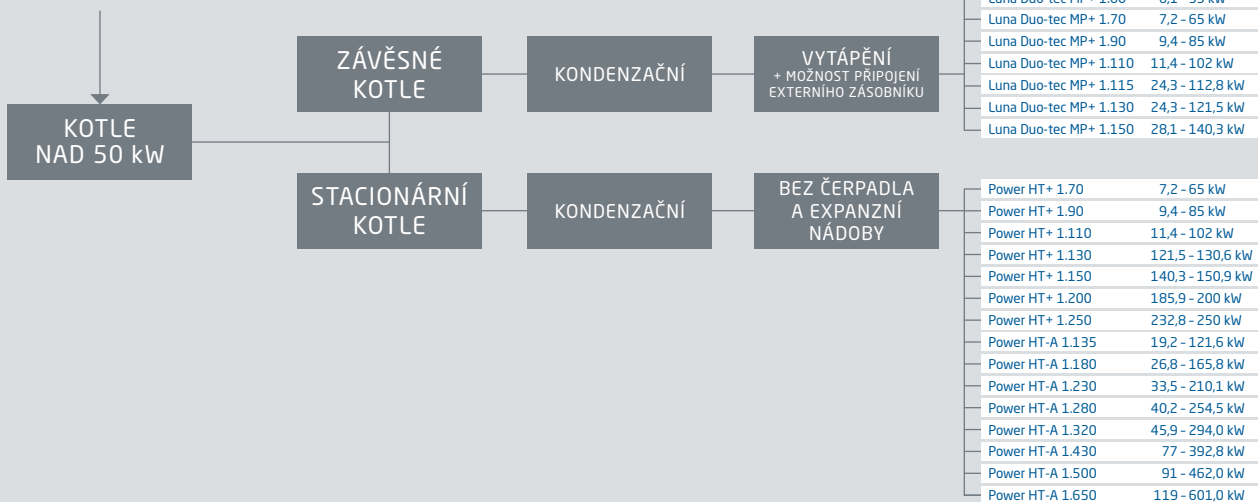 KOTLE
NAD 50 kW
ZÁVĚSNÉ
KOTLE
KONDENZAČNÍ
VYTÁPĚNÍ
+ MOŽNOST PŘIPOJENÍ
EXTERNÍHO ZÁSOBNÍKU
Luna Duo-tec MP+ 1.70 7,2 – 65 kW
Luna Duo-tec MP+ 1.90 9,4 – 85 kW
Luna Duo-tec MP+ 1.110 11,4 – 102 kW
Luna Duo-tec MP+ 1.115 24,3 – 112,8 kW
Luna Duo-tec MP+ 1.130 24,3 – 121,5 kW
Luna Duo-tec MP+ 1.150 28,1 – 140,3 kW
STACIONÁRNÍ
KOTLE
KONDENZAČNÍ
BEZ ČERPADLA
A EXPANZNÍ
NÁDOBY
Power HT+ 1.70 7,2 – 65 kW
Power HT+ 1.90 9,4 – 85 kW
Power HT+ 1.110 11,4 – 102 kW
Power HT+ 1.130 121,5 – 130,6 kW
Power HT+ 1.150 140,3 – 150,9 kW
Power HT+ 1.200 185,9 – 200 kW
Power HT+ 1.250 232,8 – 250 kW
Power HT-A 1.135 19,2 – 121,6 kW
Power HT-A 1.180 26,8 – 165,8 kW
Power HT-A 1.230 33,5 – 210,1 kW
Power HT-A 1.280 40,2 – 254,5 kW
Power HT-A 1.320 45,9 – 294,0 kW
Power HT-A 1.430 77 – 392,8 kW
Power HT-A 1.500 91 – 462,0 kW
Power HT-A 1.650 119 – 601,0 kW